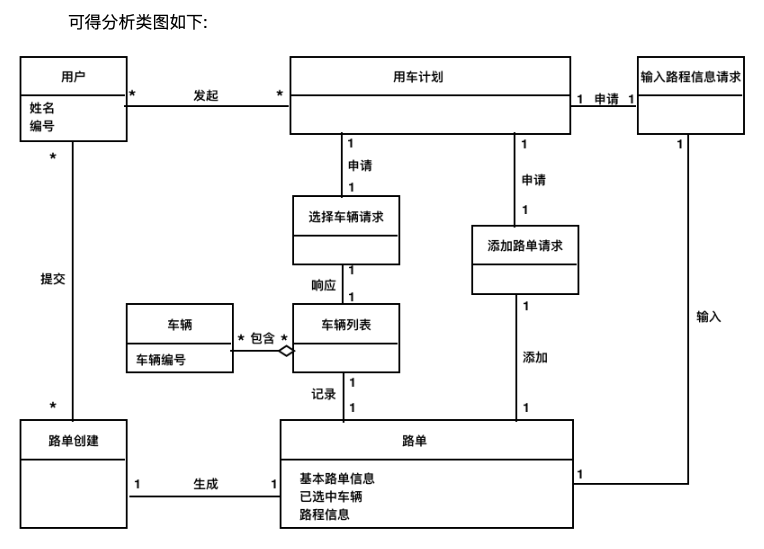 可得分析类图如下:
用户
姓名
编号
用车计划
输入路程信息请求
* 发起 *
1 申请 1
*
1
申请
1
1
申请
1
1
选择车辆请求
添加路单请求
提交
1
响应
1
1
添加
1
输入
车辆
车辆编号
* 包含 *
车辆列表
1
记录
1
*
路单创建
1 生成 1
路单
基本路单信息
已选中车辆
路程信息
1